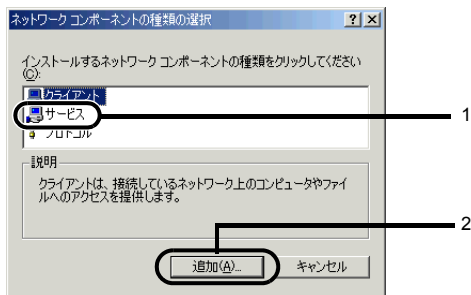 ネットワーク コンポーネントの種類の選択
インストールするネットワーク コンポーネントの種類をクリックしてください
(C):
クライアント
サービス
プロトコル
1
説明
クライアントは、接続しているネットワーク上のコンピュータやファイ
ルへのアクセスを提供します。
2
追加(A)...
キャンセル